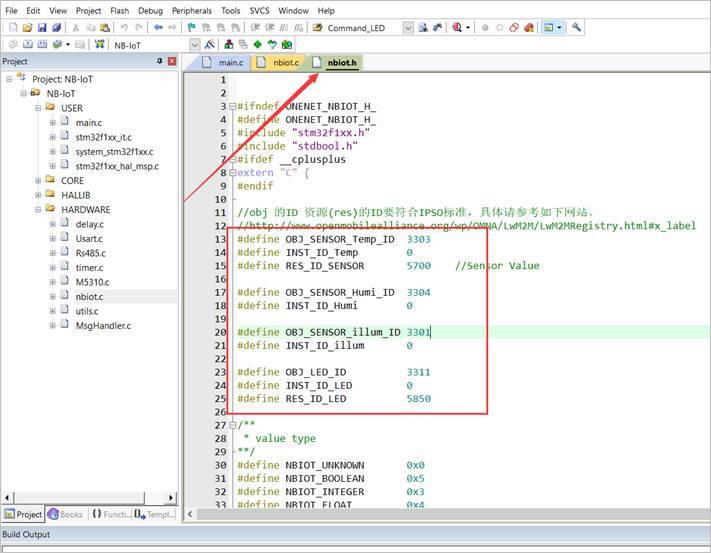 File Edit View Project Flash Debug Peripherals Tools SVCS Window Help
Command_LED
NB-IoT
Project
main.c nbiot.c nbiot.h
Project: NB-IoT
NB-IoT
USER
main.c
stm32f1xx_it.c
system_stm32f1xx.c
stm32f1xx_hal_msp.c
CORE
HALLIB
HARDWARE
delay.c
Usart.c
Rs485.c
timer.c
M5310.c
nbiot.c
utils.c
MsgHandler.c
1
2
3 #ifndef ONENET_NBIOT_H_
4 #define ONENET_NBIOT_H_
5 #include "stm32f1xx.h"
6 #include "stdbool.h"
7 #ifdef __cplusplus
8 extern "C" {
9 #endif
10
11 //obj 的ID 资源(res)的ID要符合IPSO标准，具体请参考如下网站。
12 //http://www.openmobilealliance.org/wp/OMNA/LwM2M/LwM2MRegistry.html#x_label
13 #define OBJ_SENSOR_Temp_ID 3303
14 #define INST_ID_Temp 0
15 #define RES_ID_SENSOR 5700 //Sensor Value
16
17 #define OBJ_SENSOR_Humi_ID 3304
18 #define INST_ID_Humi 0
19
20 #define OBJ_SENSOR_illum_ID 3301
21 #define INST_ID_illum 0
22
23 #define OBJ_LED_ID 3311
24 #define INST_ID_LED 0
25 #define RES_ID_LED 5850
26
27 /**
28 * value type
29 **/
30 #define NBIOT_UNKNOWN 0x0
31 #define NBIOT_BOOLEAN 0x5
32 #define NBIOT_INTEGER 0x3
33 #define NBIOT_FLOAT 0x4
Project Books {} Functi... Templ...
Build Output